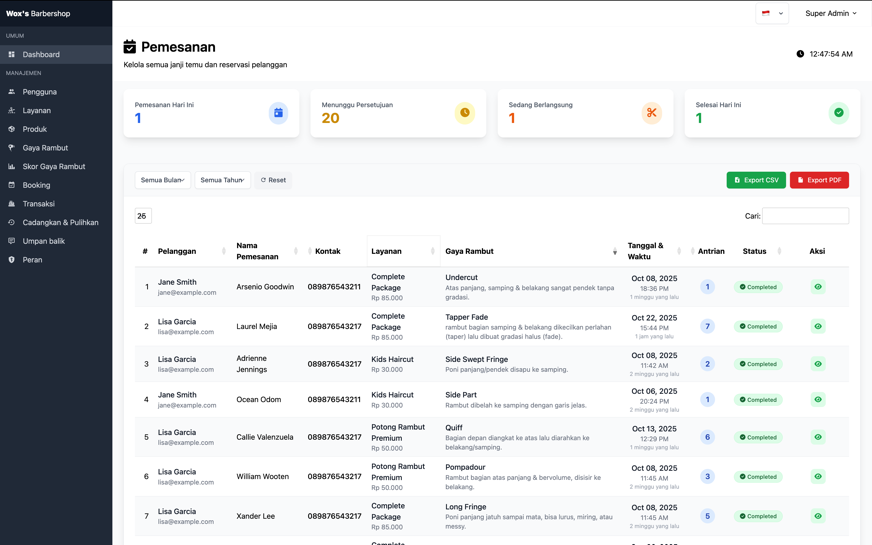 Wox's Barbershop
Super Admin
UMUM
Dashboard
MANAJEMEN
Pengguna
Layanan
Produk
Gaya Rambut
Skor Gaya Rambut
Booking
Transaksi
Cadangkan & Pulihkan
Umpan balik
Peran
Pemesanan
Kelola semua janji temu dan reservasi pelanggan
12:47:54 AM
Pemesanan Hari Ini
1
Menunggu Persetujuan
20
Sedang Berlangsung
1
Selesai Hari Ini
1
Semua Bulan
Semua Tahun
Reset
Export CSV
Export PDF
26
Cari:
# Pelanggan Nama Pemesanan Kontak Layanan Gaya Rambut Tanggal & Waktu Antrian Status Aksi
1
Jane Smith
jane@example.com
Arsenio Goodwin
089876543211
Complete Package
Rp 85.000
Undercut
Atas panjang, samping & belakang sangat pendek tanpa
gradasi.
Oct 08, 2025
18:36 PM
1 minggu yang lalu
1
Completed
2
Lisa Garcia
lisa@example.com
Laurel Mejia
089876543217
Complete Package
Rp 85.000
Tapper Fade
rambut bagian samping & belakang dikecilkan perlahan
(taper) lalu dibuat gradasi halus (fade).
Oct 22, 2025
15:44 PM
1 jam yang lalu
7
Completed
3
Lisa Garcia
lisa@example.com
Adrienne Jennings
089876543217
Kids Haircut
Rp 30.000
Side Swept Fringe
Poni panjang/pendek disapu ke samping.
Oct 08, 2025
11:42 AM
2 minggu yang lalu
2
Completed
4
Jane Smith
jane@example.com
Ocean Odom
089876543211
Kids Haircut
Rp 30.000
Side Part
Rambut dibelah ke samping dengan garis jelas.
Oct 06, 2025
20:24 PM
2 minggu yang lalu
1
Completed
5
Lisa Garcia
lisa@example.com
Callie Valenzuela
089876543217
Potong Rambut Premium
Rp 50.000
Quiff
Bagian depan diangkat ke atas lalu diarahkan ke
belakang/samping.
Oct 13, 2025
12:29 PM
1 minggu yang lalu
6
Completed
6
Lisa Garcia
lisa@example.com
William Wooten
089876543217
Potong Rambut Premium
Rp 50.000
Pompadour
Rambut bagian atas panjang & bervolume, disisir ke
belakang.
Oct 08, 2025
11:45 AM
2 minggu yang lalu
3
Completed
7
Lisa Garcia
lisa@example.com
Xander Lee
089876543217
Complete Package
Rp 85.000
Long Fringe
Poni panjang jatuh sampai mata, bisa lurus, miring, atau
messy.
Oct 08, 2025
11:45 AM
2 minggu yang lalu
5
Completed